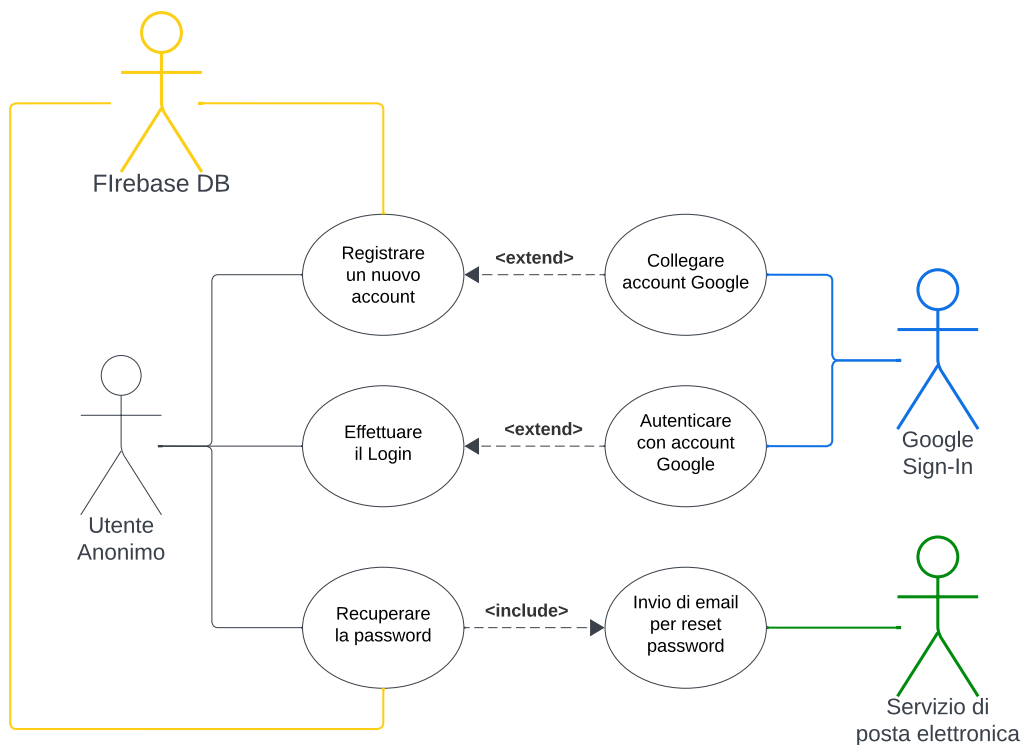 FIrebase DB
Registrare
un nuovo
account
<extend>
Collegare
account Google
Effettuare
il Login
<extend>
Autenticare
con account
Google
Google
Sign-In
Utente
Anonimo
Recuperare
la password
<include>
Invio di email
per reset
password
Servizio di
posta elettronica